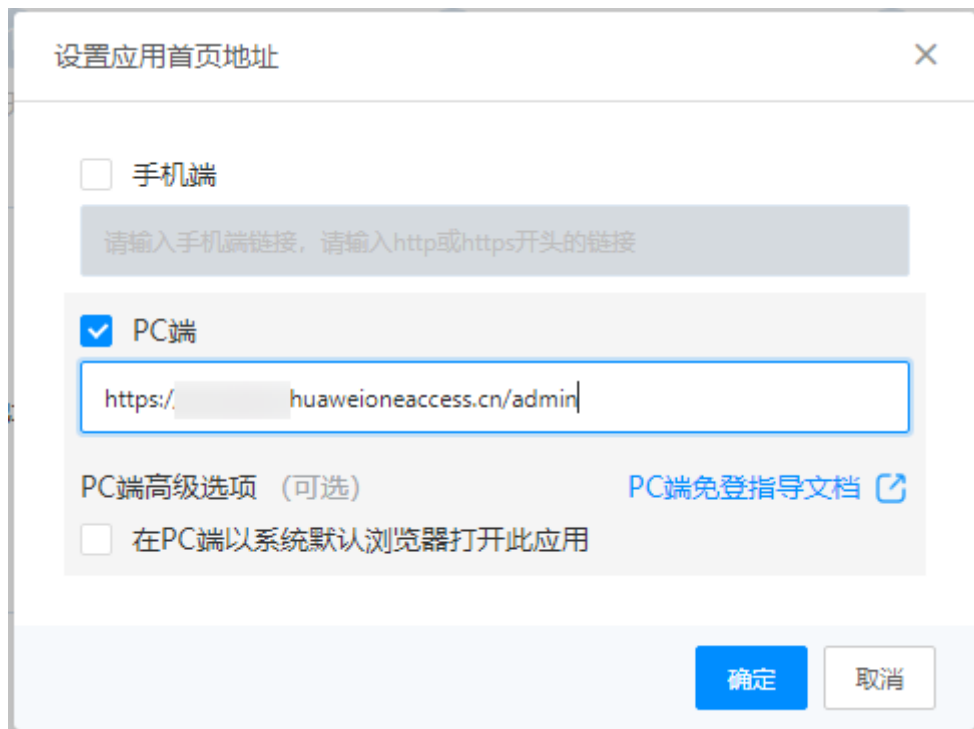 设置应用首页地址
手机端
请输入手机端链接，请输入http或https开头的链接
PC端
https:/ huaweioneaccess.cn/admin
PC端高级选项 （可选） PC端免登指导文档
在PC端以系统默认浏览器打开此应用
确定 取消